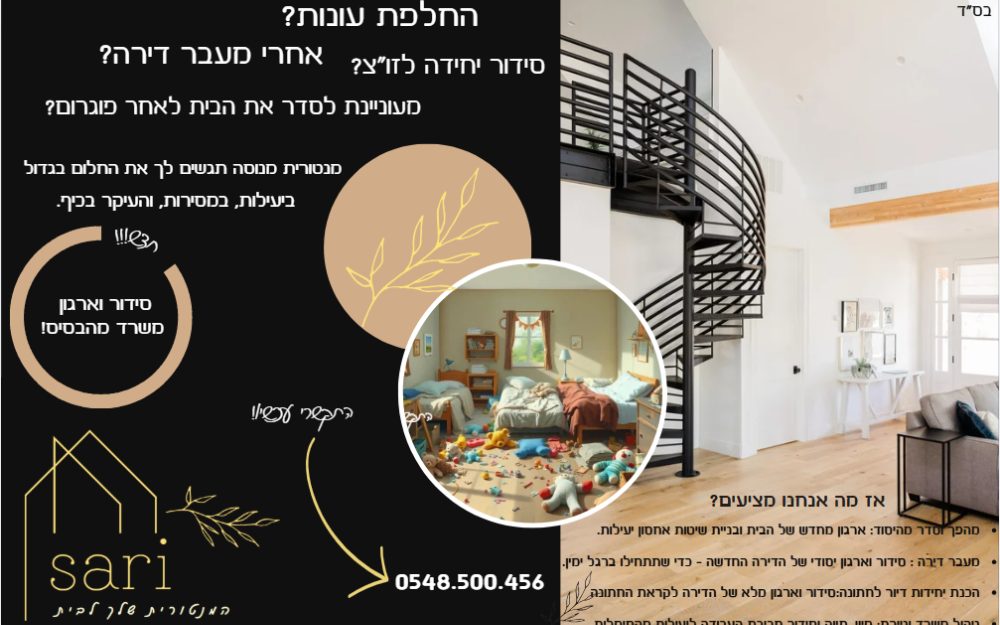 בס"ד
החלפת עונות?
אחרי מעבר דירה?
סידור יחידה לזו"צ?
מעוניינת לסדר את הבית לאחר פוגרום?
מנטורית מנוסה תגשים לך את החלום בגדול
ביעילות, במסירות, והעיקר בכיף.
חדש!!!
סידור וארגון
משרד מהבסיס!
התקשרי עכשיו!
0548.500.456
sari
המנטורית שלך לבית
אז מה אנחנו מציעים?
• מהפך וסדר מהיסוד: ארגון מחדש של הבית ובניית שיטות אחסון יעילות.
• מעבר דירה : סידור וארגון יסודי של הדירה החדשה - כדי שתתחילו ברגל ימין.
• הכנת יחידות דיור לחתונה:סידור וארגון מלא של הדירה לקראת החתונה